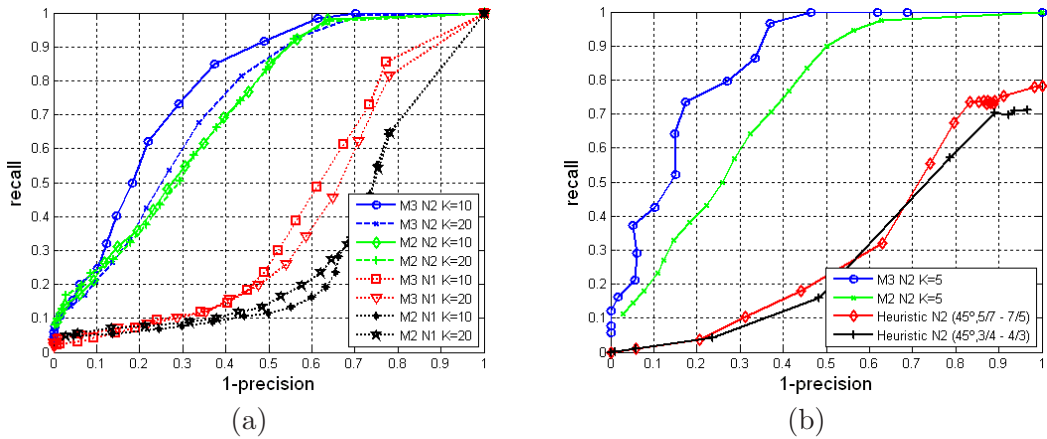 1
0.9
0.8
0.7
0.6
0.5
0.4
0.3
0.2
0.1
0
recall
0 0.1 0.2 0.3 0.4 0.5 0.6 0.7 0.8 0.9 1
1-precision
M3 N2 K=10
M3 N2 K=20
M2 N2 K=10
M2 N2 K=20
M3 N1 K=10
M3 N1 K=20
M2 N1 K=10
M2 N1 K=20
(a)
1
0.9
0.8
0.7
0.6
0.5
0.4
0.3
0.2
0.1
0
recall
0 0.1 0.2 0.3 0.4 0.5 0.6 0.7 0.8 0.9 1
1-precision
M3 N2 K=5
M2 N2 K=5
Heuristic N2 (45º,5/7 - 7/5)
Heuristic N2 (45º,3/4 - 4/3)
(b)